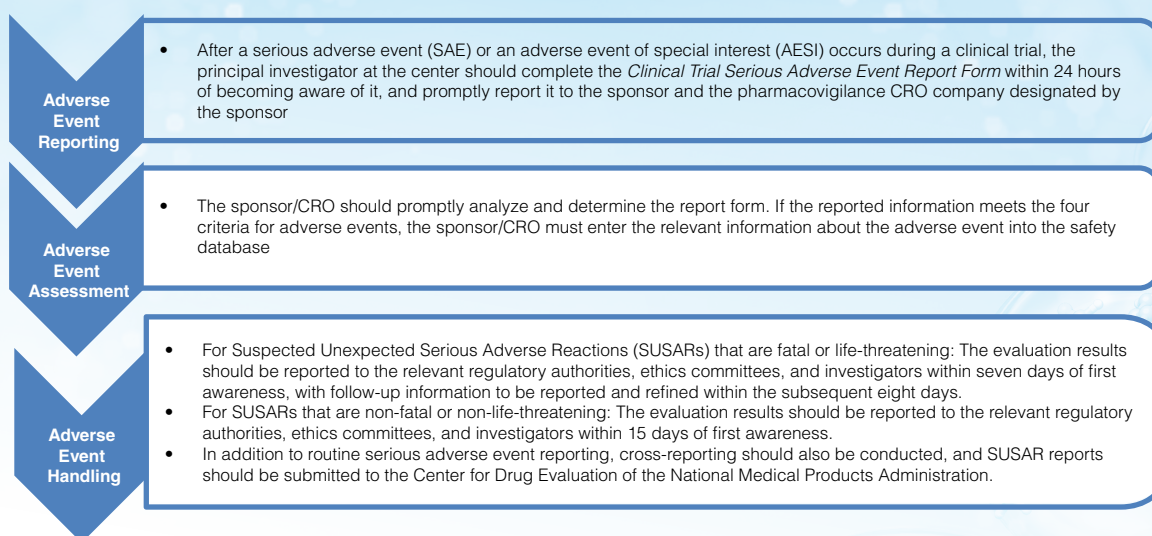 Adverse
Event
Reporting
• After a serious adverse event (SAE) or an adverse event of special interest (AESI) occurs during a clinical trial, the
principal investigator at the center should complete the Clinical Trial Serious Adverse Event Report Form within 24 hours
of becoming aware of it, and promptly report it to the sponsor and the pharmacovigilance CRO company designated by
the sponsor
Adverse
Event
Assessment
• The sponsor/CRO should promptly analyze and determine the report form. If the reported information meets the four
criteria for adverse events, the sponsor/CRO must enter the relevant information about the adverse event into the safety
database
Adverse
Event
Handling
• For Suspected Unexpected Serious Adverse Reactions (SUSARs) that are fatal or life-threatening: The evaluation results
should be reported to the relevant regulatory authorities, ethics committees, and investigators within seven days of first
awareness, with follow-up information to be reported and refined within the subsequent eight days.
• For SUSARs that are non-fatal or non-life-threatening: The evaluation results should be reported to the relevant regulatory
authorities, ethics committees, and investigators within 15 days of first awareness.
• In addition to routine serious adverse event reporting, cross-reporting should also be conducted, and SUSAR reports
should be submitted to the Center for Drug Evaluation of the National Medical Products Administration.